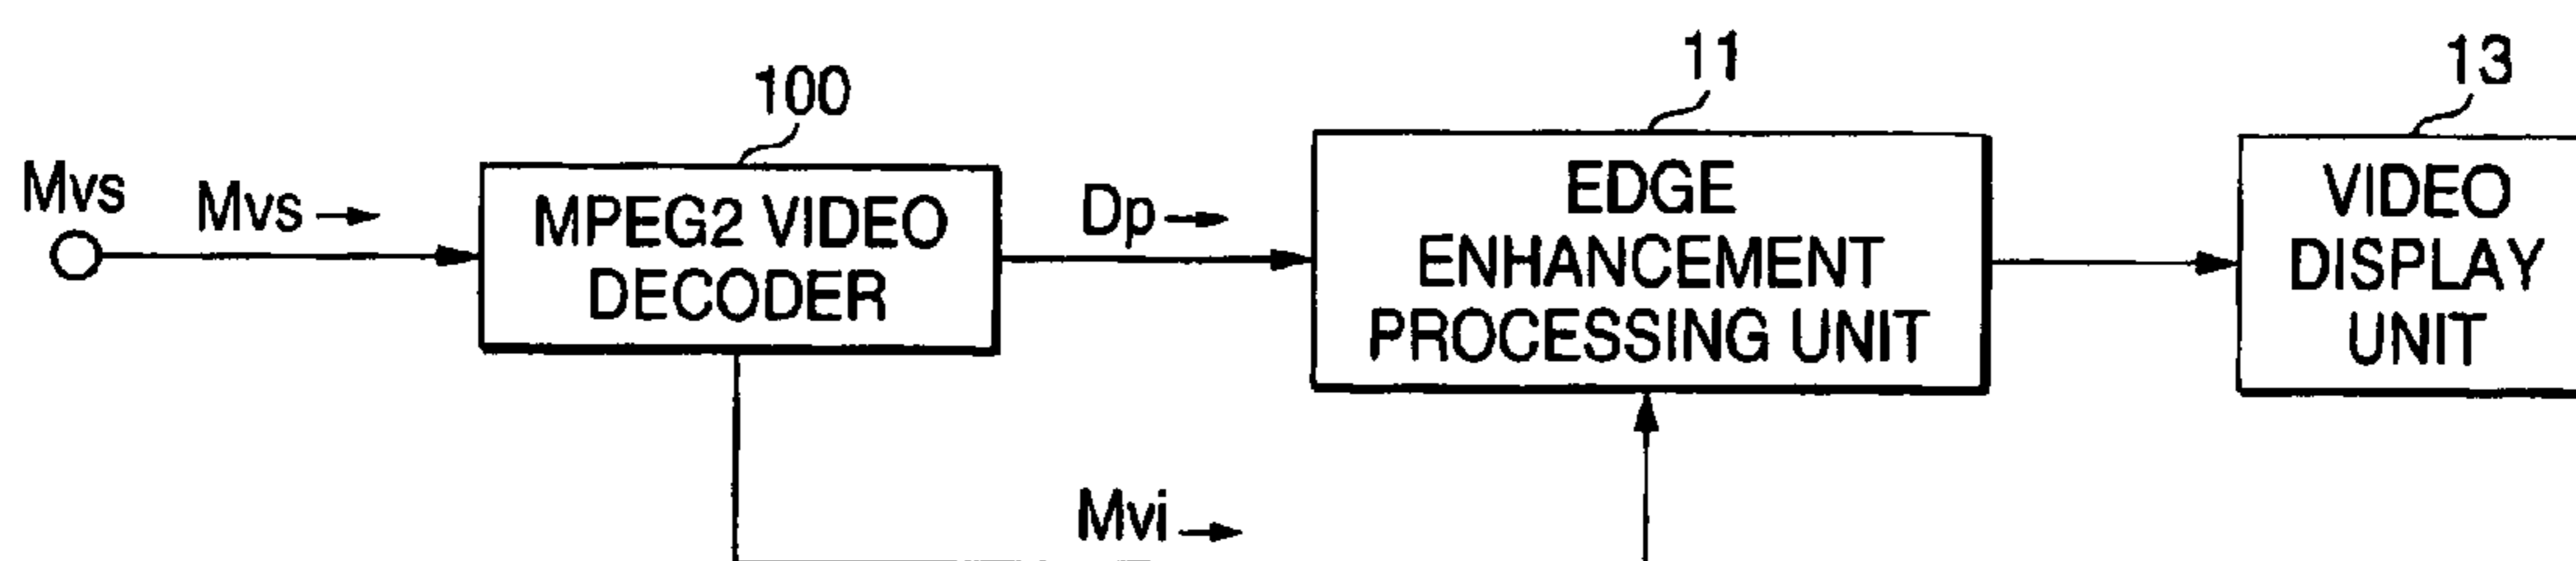 100
11
13
Mvs
Mvs
Dp
MPEG2 VIDEO
DECODER
EDGE
ENHANCEMENT
PROCESSING UNIT
VIDEO
DISPLAY
UNIT
Mvi